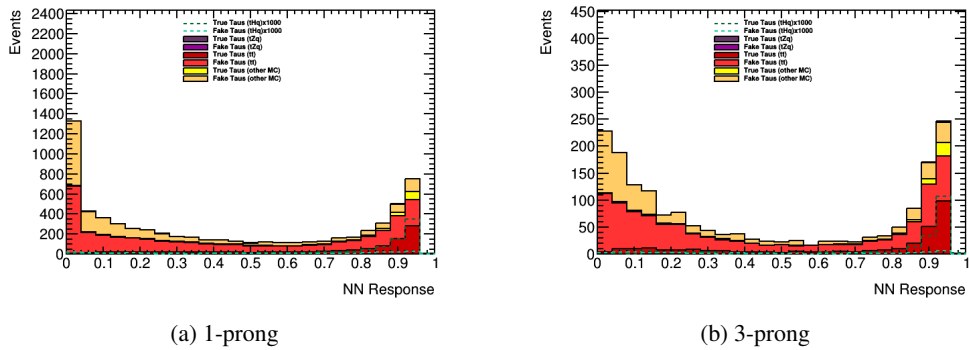 Events
2400
2200
2000
1800
1600
1400
1200
1000
800
600
400
200
0
True Taus (tHq)x1000
Fake Taus (tHq)x1000
True Taus (tZq)
Fake Taus (tZq)
True Taus (tt)
Fake Taus (tt)
True Taus (other MC)
Fake Taus (other MC)
0 0.1 0.2 0.3 0.4 0.5 0.6 0.7 0.8 0.9 1
NN Response
(a) 1-prong
Events
450
400
350
300
250
200
150
100
50
0
True Taus (tHq)x1000
Fake Taus (tHq)x1000
True Taus (tZq)
Fake Taus (tZq)
True Taus (tt)
Fake Taus (tt)
True Taus (other MC)
Fake Taus (other MC)
0 0.1 0.2 0.3 0.4 0.5 0.6 0.7 0.8 0.9 1
NN Response
(b) 3-prong